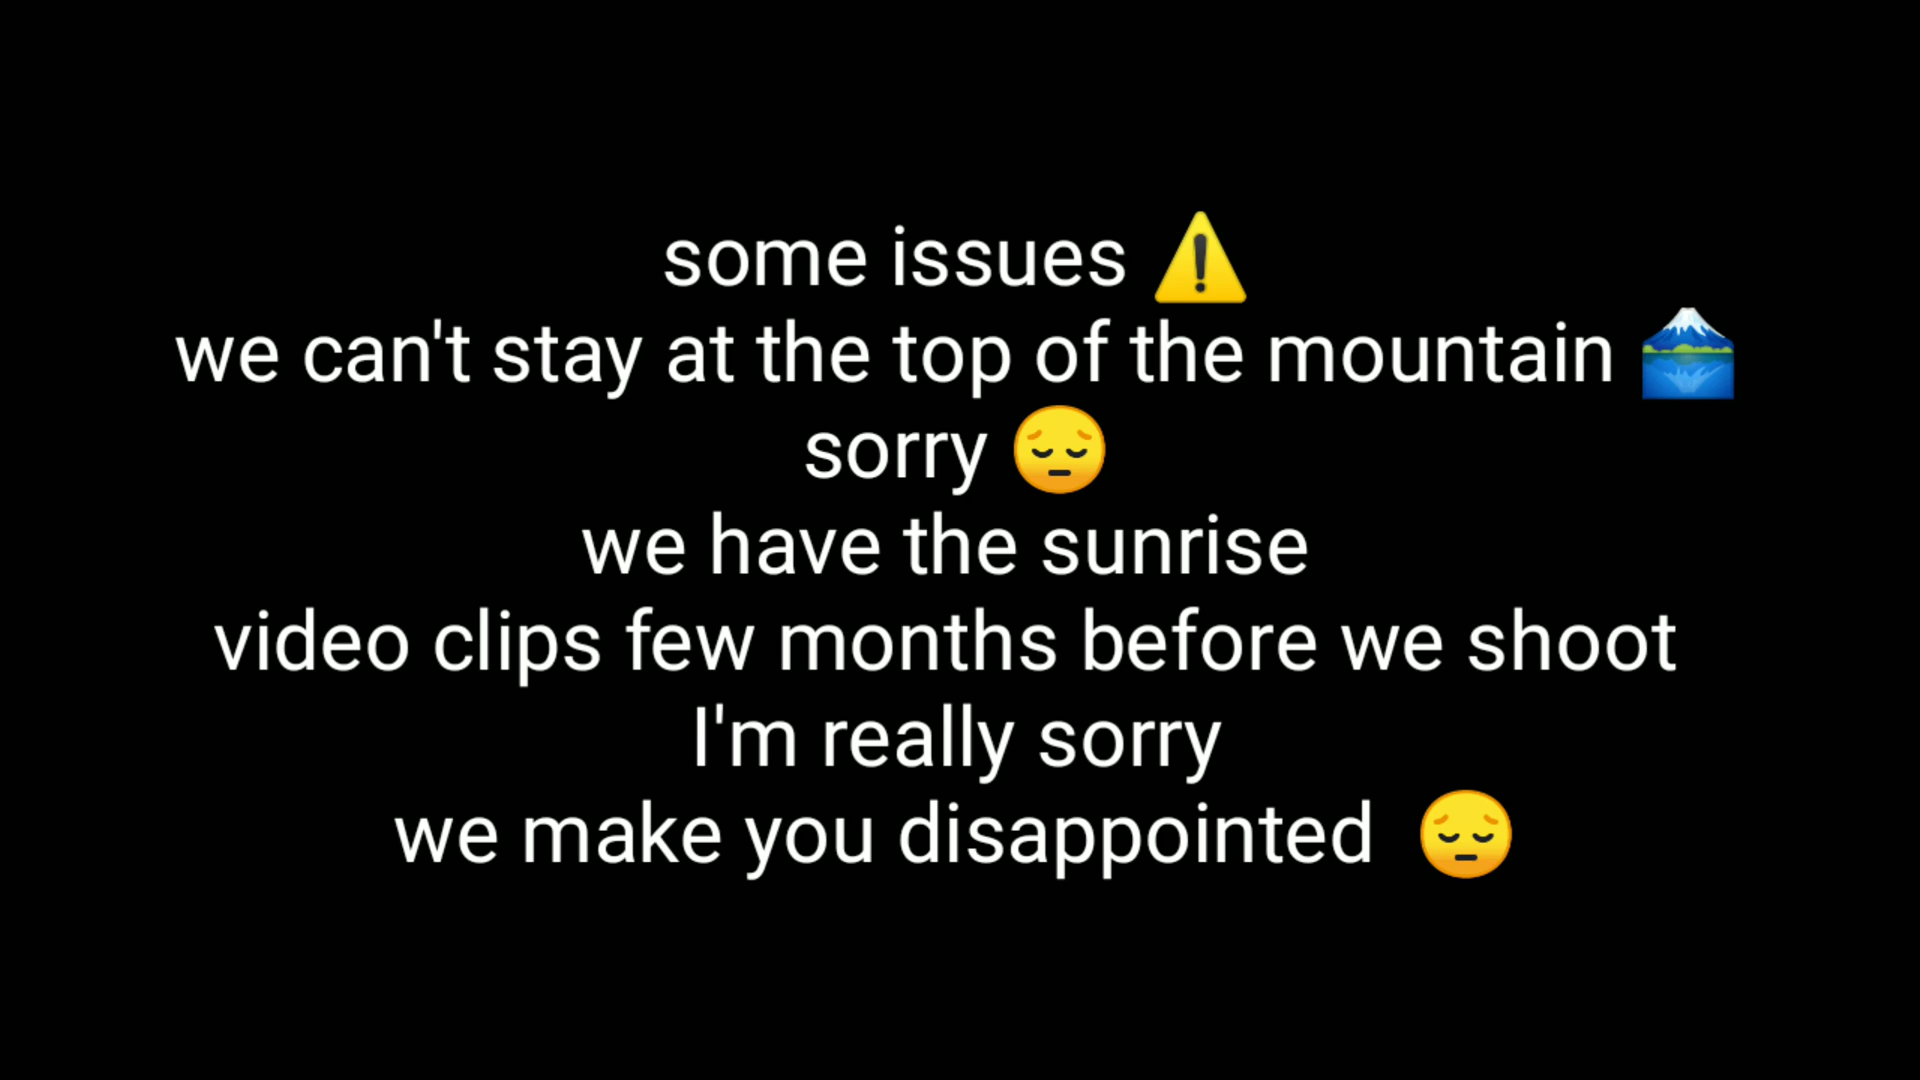 some issues ⚠️
we can't stay at the top of the mountain 🗻
sorry 😔
we have the sunrise
video clips few months before we shoot
I'm really sorry
we make you disappointed 😔